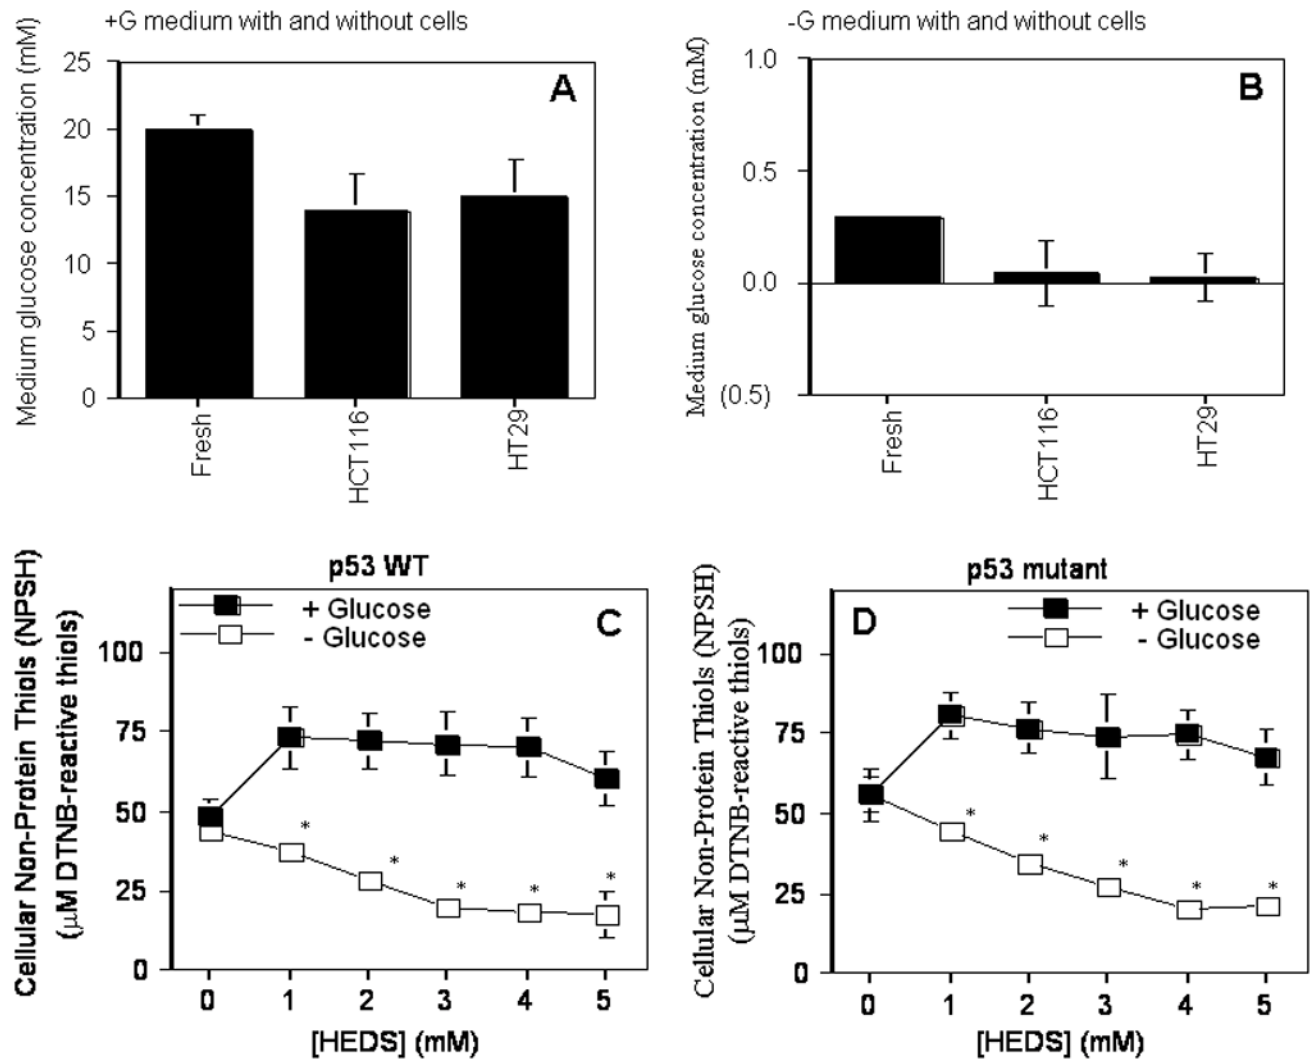 +G medium with and without cells
Medium glucose concentration (mM)
25
20
15
10
5
0
A
Fresh
HCT116
HT29
-G medium with and without cells
Medium glucose concentration (mM)
1.0
0.5
0.0
(0.5)
B
Fresh
HCT116
HT29
p53 WT
Cellular Non-Protein Thiols (NPSH)
(µM DTNB-reactive thiols)
100
75
50
25
0
+ Glucose
- Glucose
C
*
*
*
*
*
0 1 2 3 4 5
[HEDS] (mM)
p53 mutant
Cellular Non-Protein Thiols (NPSH)
(µM DTNB-reactive thiols)
100
75
50
25
0
D
+ Glucose
- Glucose
*
*
*
*
*
0 1 2 3 4 5
[HEDS] (mM)